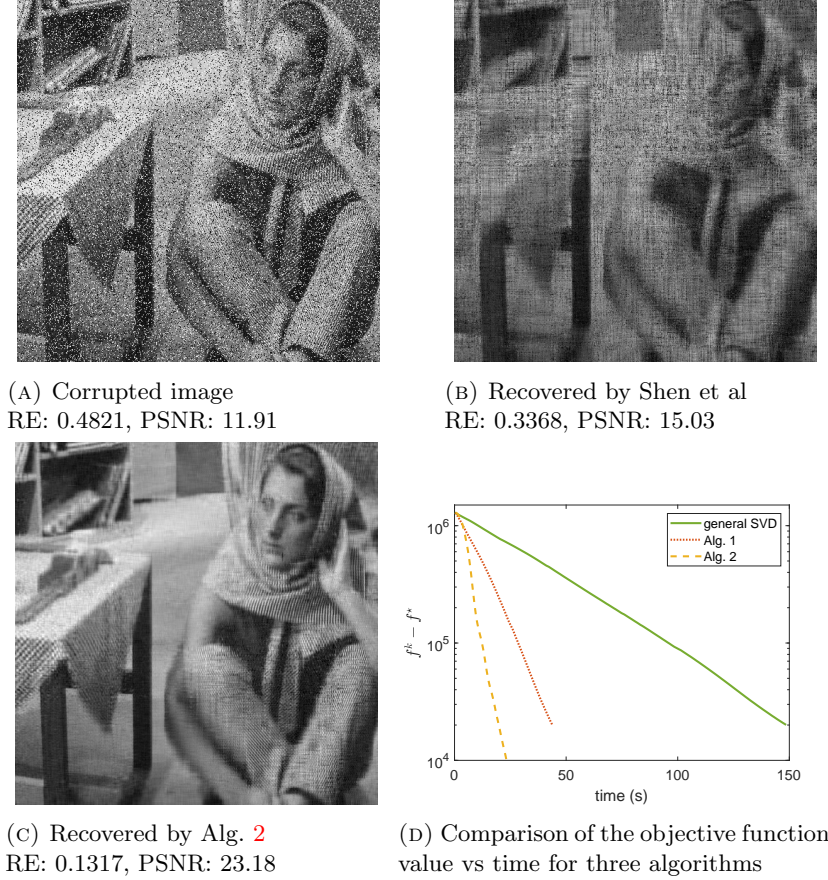 (A) Corrupted image
RE: 0.4821, PSNR: 11.91
(B) Recovered by Shen et al
RE: 0.3368, PSNR: 15.03
(C) Recovered by Alg. 2
RE: 0.1317, PSNR: 23.18
10^6
10^5
10^4
f^k − f^⋆
0
50
100
150
time (s)
general SVD
Alg. 1
Alg. 2
(D) Comparison of the objective function
value vs time for three algorithms